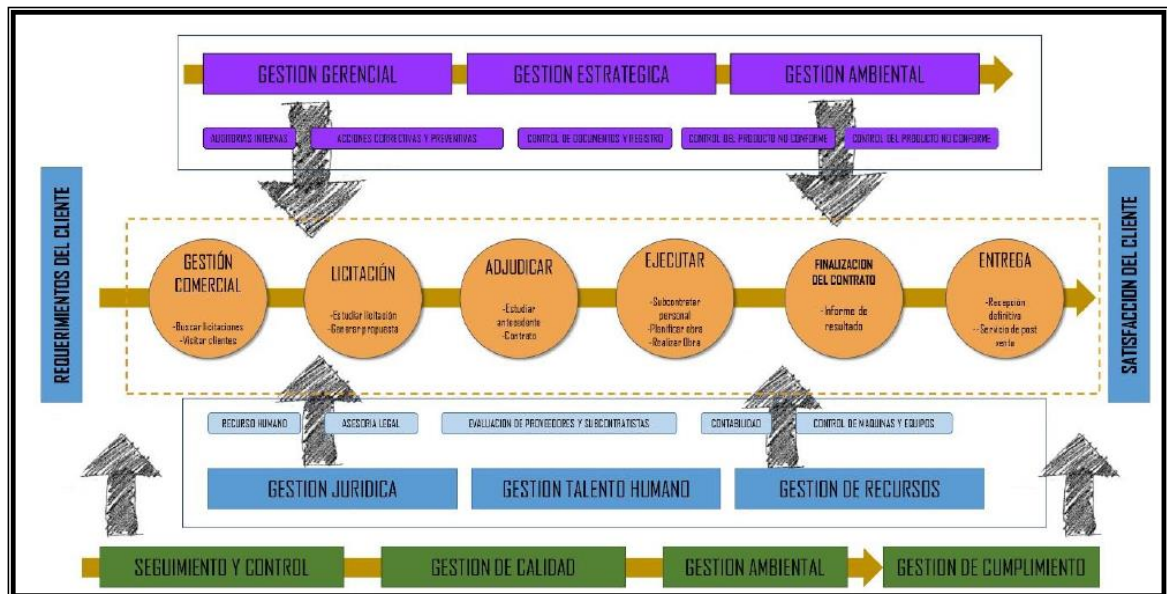 GESTION GERENCIAL
GESTION ESTRATEGICA
GESTION AMBIENTAL
AUDITORIAS INTERNAS
ACCIONES CORRECTIVAS Y PREVENTIVAS
CONTROL DE DOCUMENTOS Y REGISTRO
CONTROL DEL PRODUCTO NO CONFORME
CONTROL DEL PRODUCTO NO CONFORME
REQUERIMIENTOS DEL CLIENTE
GESTIÓN
COMERCIAL
-Buscar licitaciones
-Visitar clientes
LICITACIÓN
-Estudiar licitación
-Generar propuesta
ADJUDICAR
-Estudiar
antecedente
-Contrato
EJECUTAR
-Subcontratar
personal
-Planificar obra
-Realizar Obra
FINALIZACION
DEL CONTRATO
-Informe de
resultado
ENTREGA
-Recepción
definitiva
--Servicio de post
venta
SATISFACCION DEL CLIENTE
RECURSO HUMANO
ASESORIA LEGAL
EVALUACION DE PROVEEDORES Y SUBCONTRATISTAS
CONTABILIDAD
CONTROL DE MAQUINAS Y EQUIPOS
GESTION JURIDICA
GESTION TALENTO HUMANO
GESTION DE RECURSOS
SEGUIMIENTO Y CONTROL
GESTION DE CALIDAD
GESTION AMBIENTAL
GESTION DE CUMPLIMIENTO